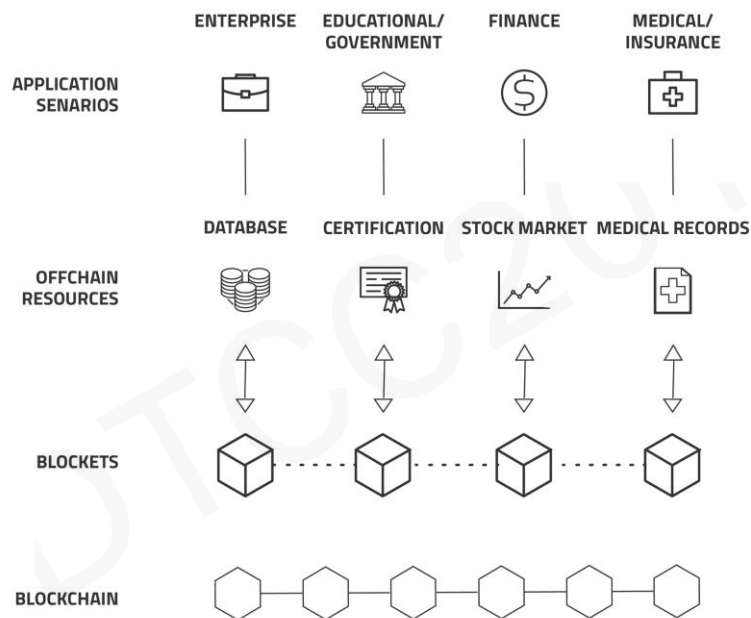 ENTERPRISE EDUCATIONAL/ FINANCE MEDICAL/
GOVERNMENT INSURANCE
APPLICATION
SENARIOS
DATABASE CERTIFICATION STOCK MARKET MEDICAL RECORDS
OFFCHAIN
RESOURCES
BLOCKETS
BLOCKCHAIN